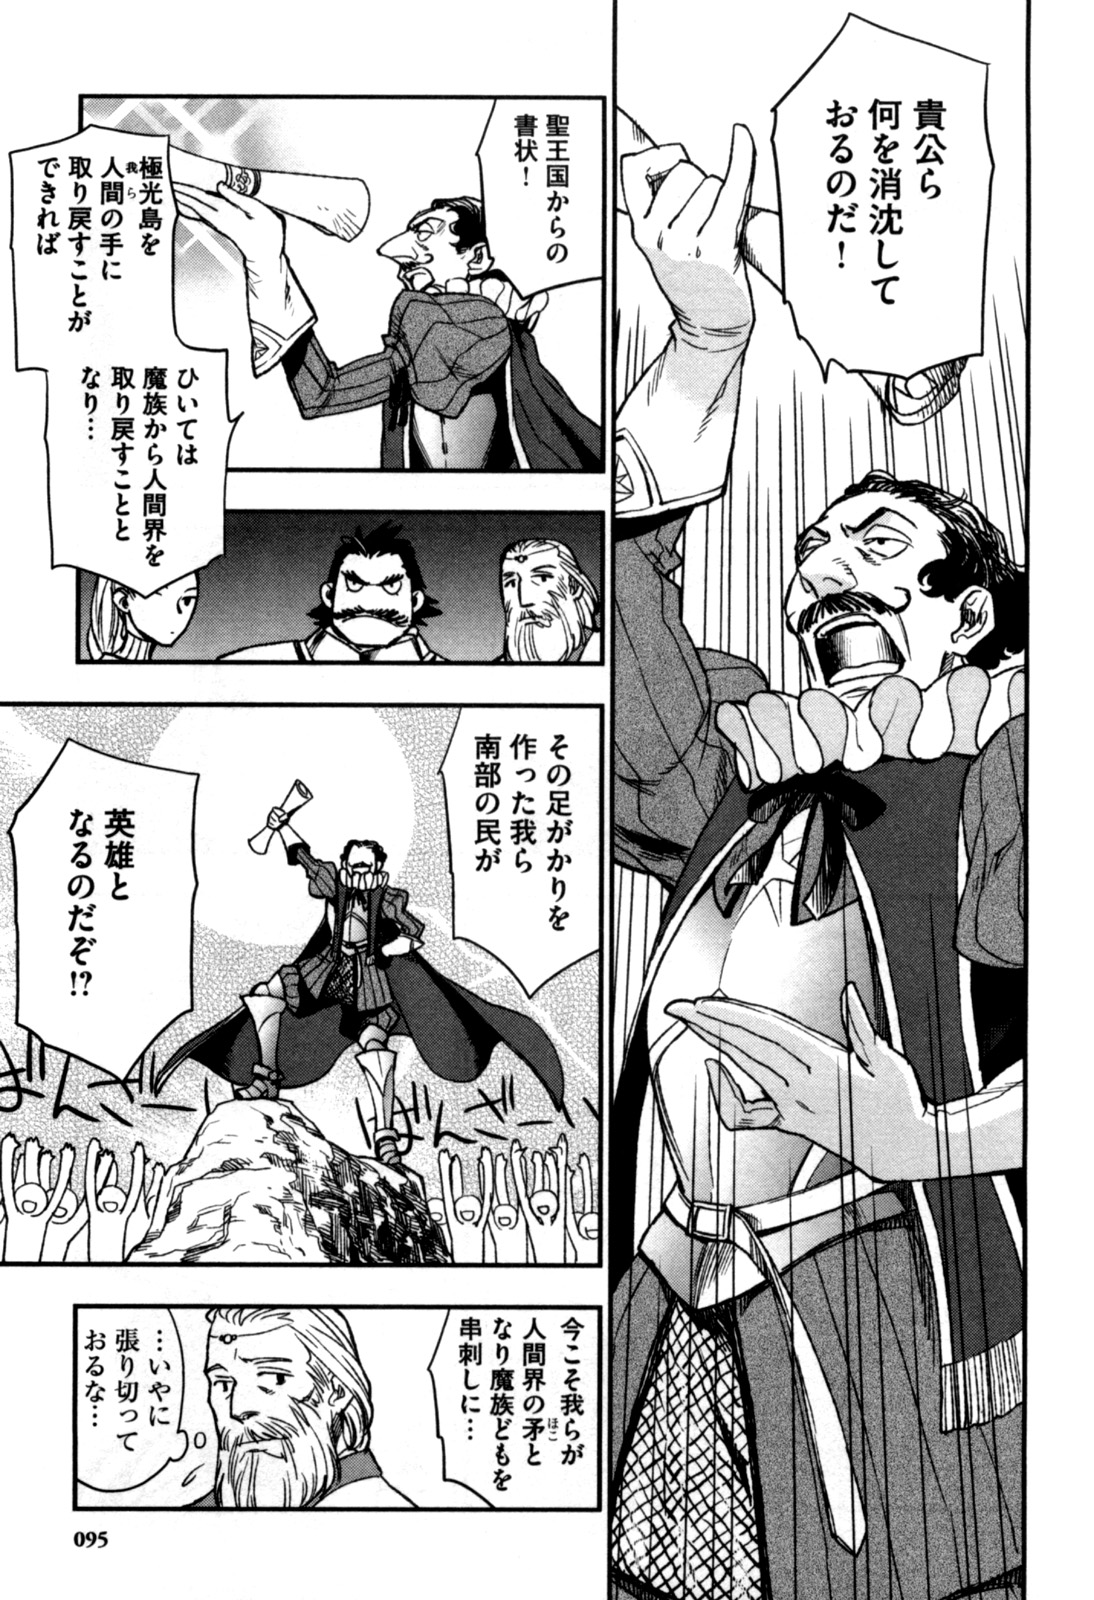 貴公ら
何を消沈して
おるのだ！
聖王国からの
書状！
極光島を
人間の手に
我ら
取り戻すことが
できれば
ひいては
魔族から人間界を
取り戻すことと
なり…
その足がかりを
作った我ら
南部の民が
英雄と
なるのだぞ!?
ばんざーい
ばんざーい
今こそ我らが
人間界の矛と
ほこ
なり魔族どもを
串刺しに…
…いやに
張り切って
おるな…
095